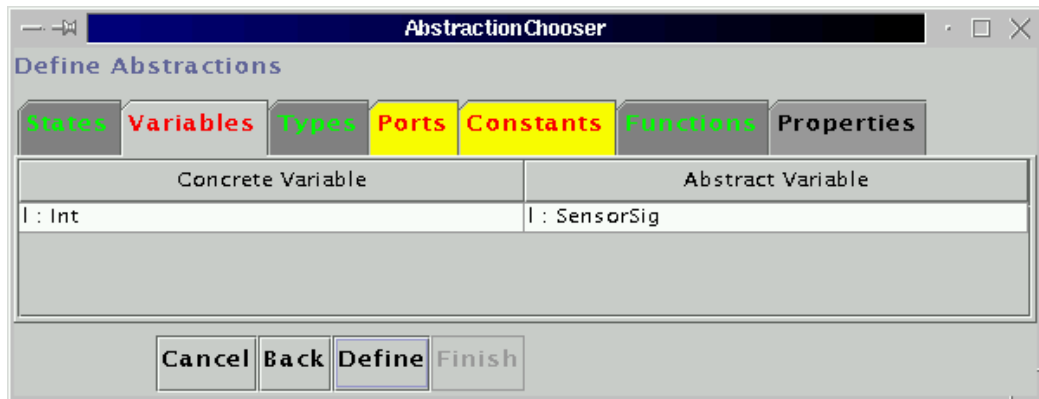 AbstractionChooser
Define Abstractions
States Variables Types Ports Constants Functions Properties
Concrete Variable Abstract Variable
l : Int l : SensorSig
Cancel Back Define Finish